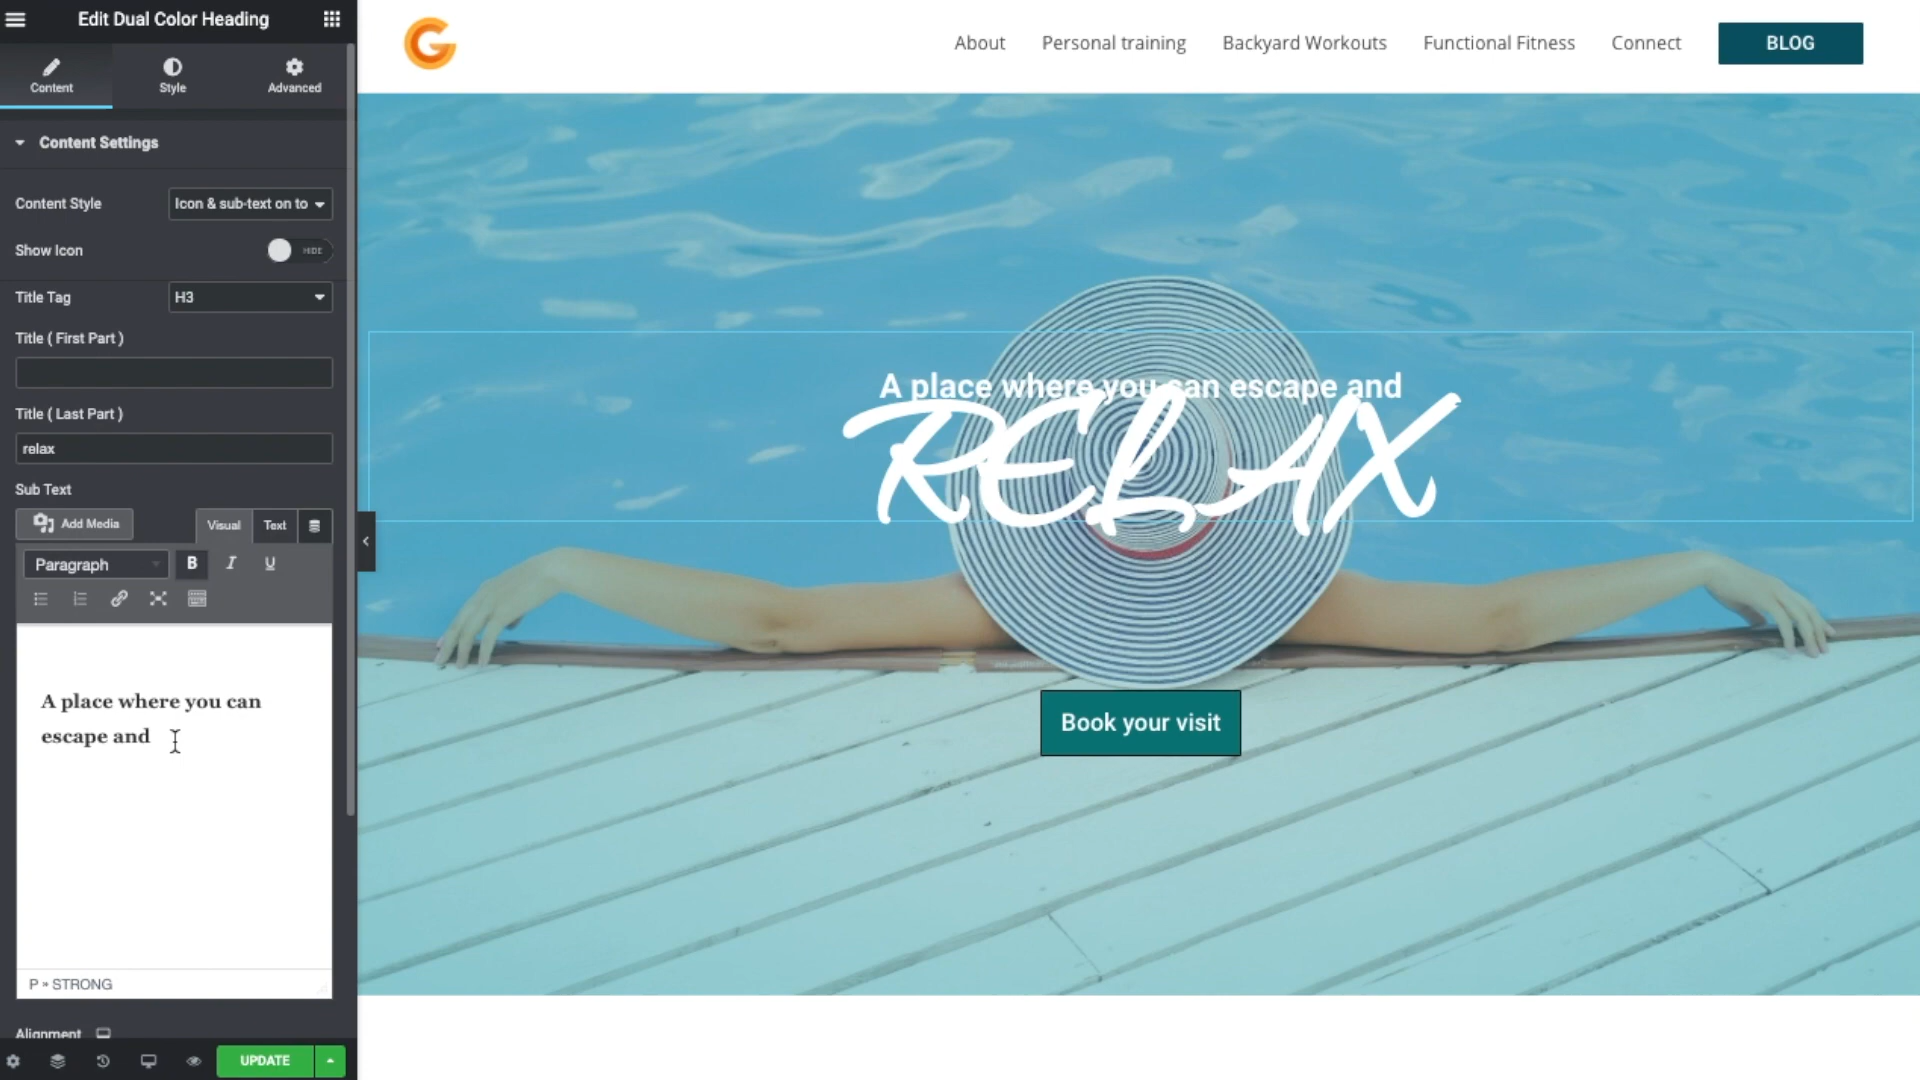 Edit Dual Color Heading
Content
Style
Advanced
Content Settings
Content Style
Icon & sub-text on to
Show Icon
HIDE
Title Tag
H3
Title ( First Part )
Title ( Last Part )
relax
Sub Text
Add Media
Visual
Text
Paragraph
B
I
U
A place where you can
escape and
P » STRONG
Alignment
UPDATE
G
About
Personal training
Backyard Workouts
Functional Fitness
Connect
BLOG
A place where you can escape and
RELAX
Book your visit